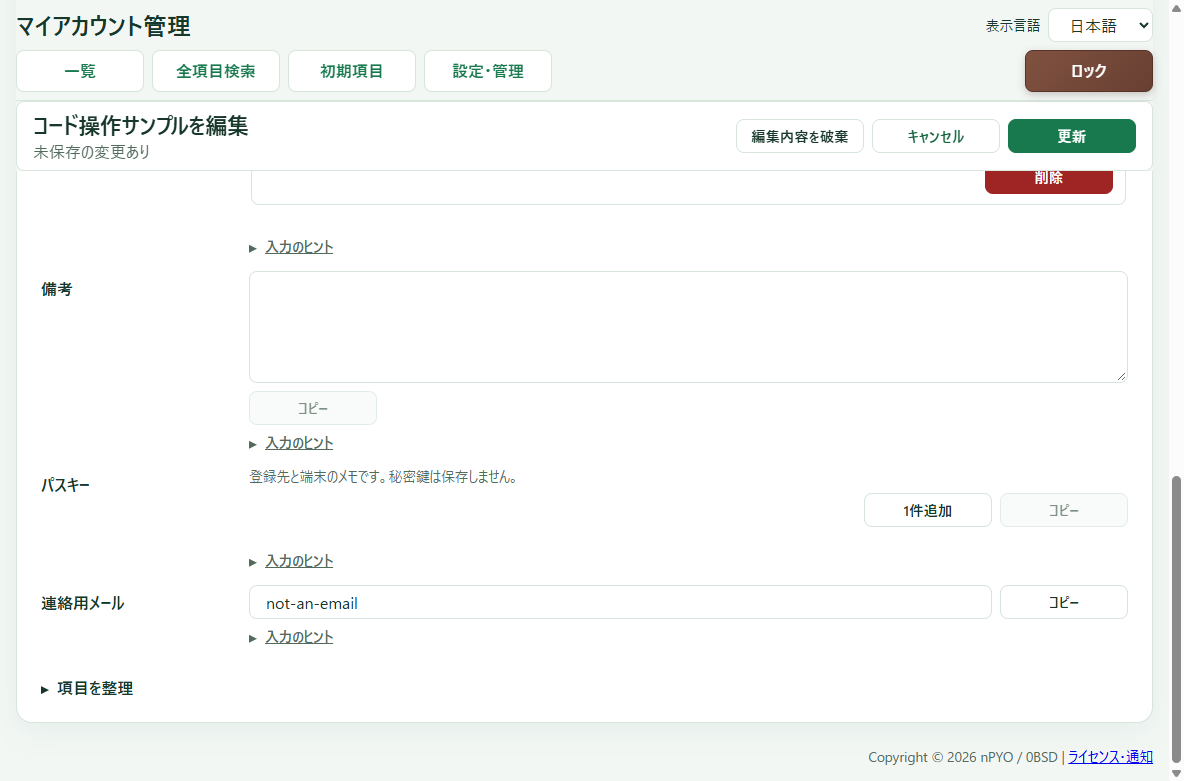 マイアカウント管理
表示言語 日本語
一覧 全項目検索 初期項目 設定・管理 ロック
コード操作サンプルを編集
未保存の変更あり
編集内容を破棄 キャンセル 更新
削除
入力のヒント
備考
コピー
入力のヒント
パスキー
登録先と端末のメモです。秘密鍵は保存しません。
1件追加 コピー
入力のヒント
連絡用メール not-an-email コピー
入力のヒント
項目を整理
Copyright © 2026 nPYO / 0BSD | ライセンス・通知